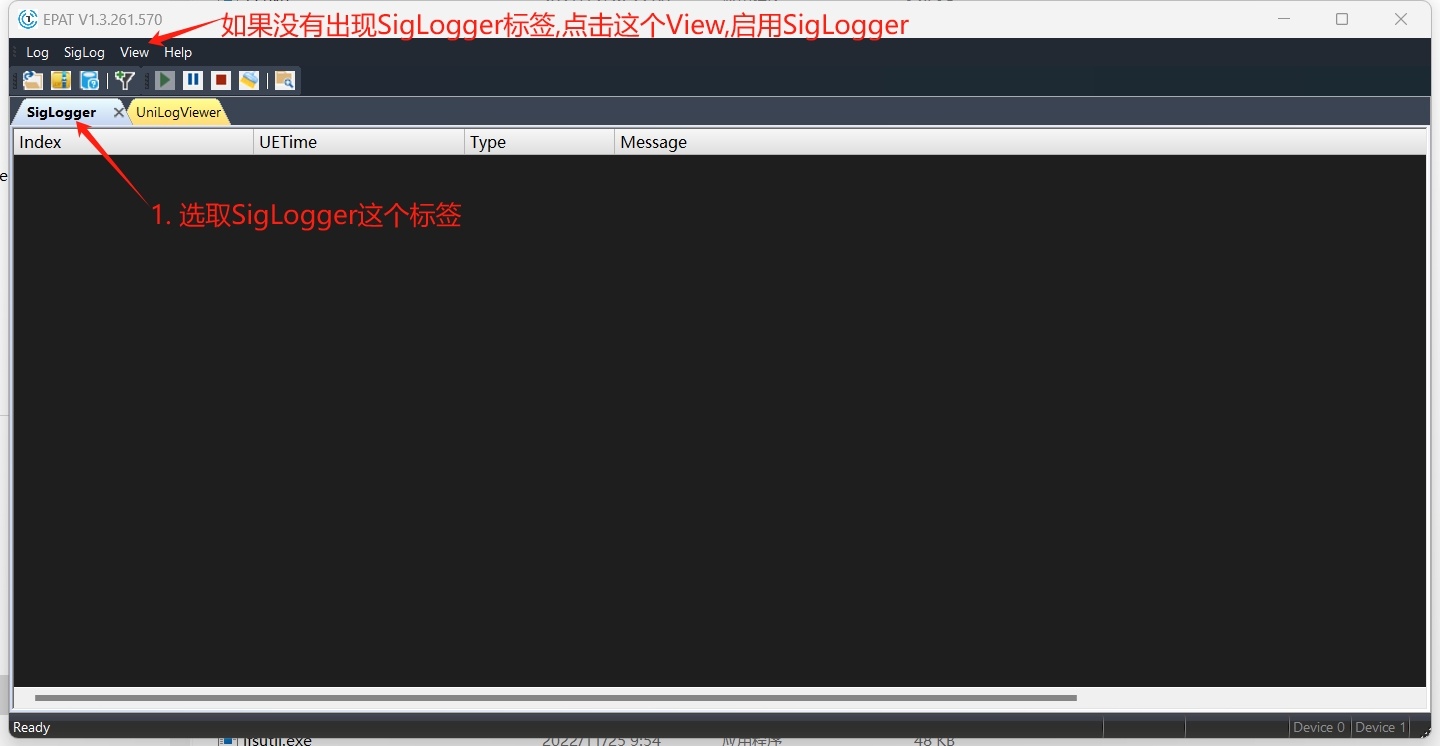 EPAT V1.3.261.570
如果没有出现SigLogger标签,点击这个View,启用SigLogger
Log SigLog View Help
SigLogger UniLogViewer
Index UETime Type Message
e
1. 选取SigLogger这个标签
Ready Device 0 Device 1
lfsutil.exe 2022/11/25 9:54 应用程序 48 KB